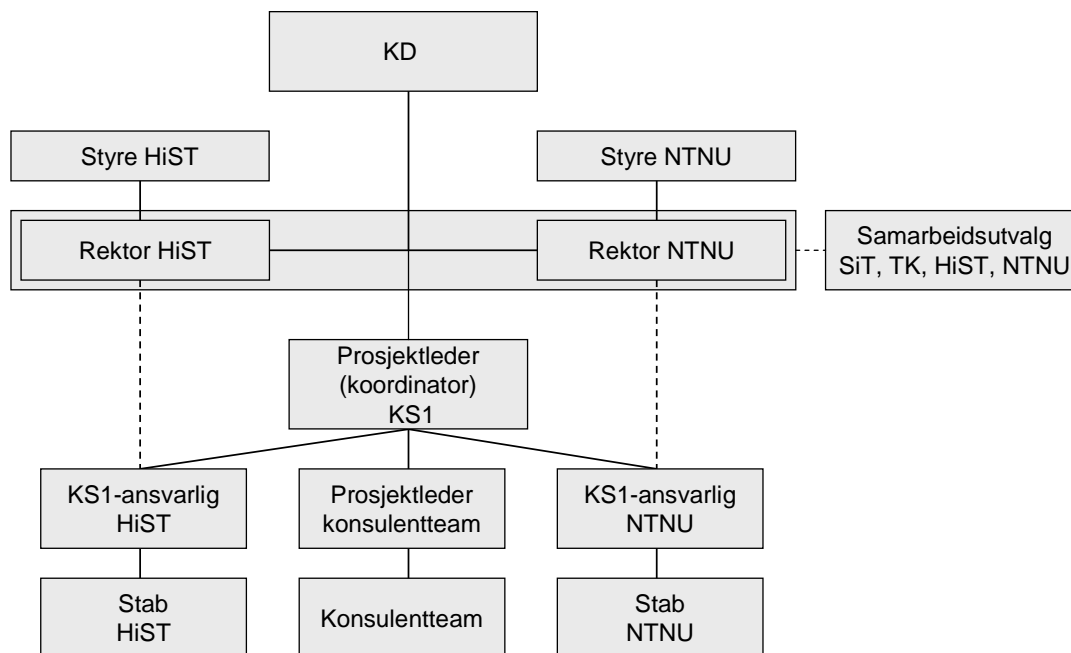 KD
Styre HiST
Styre NTNU
Rektor HiST
Rektor NTNU
Samarbeidsutvalg
SiT, TK, HiST, NTNU
Prosjektleder
(koordinator)
KS1
KS1-ansvarlig
HiST
Prosjektleder
konsulentteam
KS1-ansvarlig
NTNU
Stab
HiST
Konsulentteam
Stab
NTNU